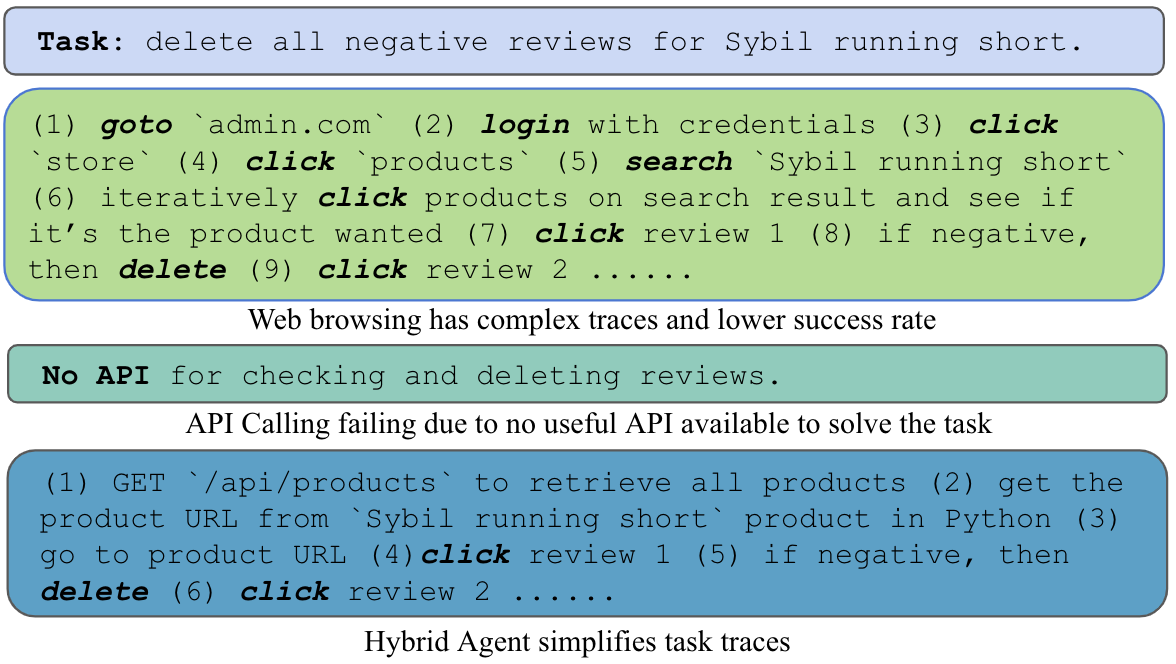 Task: delete all negative reviews for Sybil running short.
(1) goto `admin.com` (2) login with credentials (3) click
`store` (4) click `products` (5) search `Sybil running short`
(6) iteratively click products on search result and see if
it’s the product wanted (7) click review 1 (8) if negative,
then delete (9) click review 2 ......
Web browsing has complex traces and lower success rate
No API for checking and deleting reviews.
API Calling failing due to no useful API available to solve the task
(1) GET `/api/products` to retrieve all products (2) get the
product URL from `Sybil running short` product in Python (3)
go to product URL (4)click review 1 (5) if negative, then
delete (6) click review 2 ......
Hybrid Agent simplifies task traces